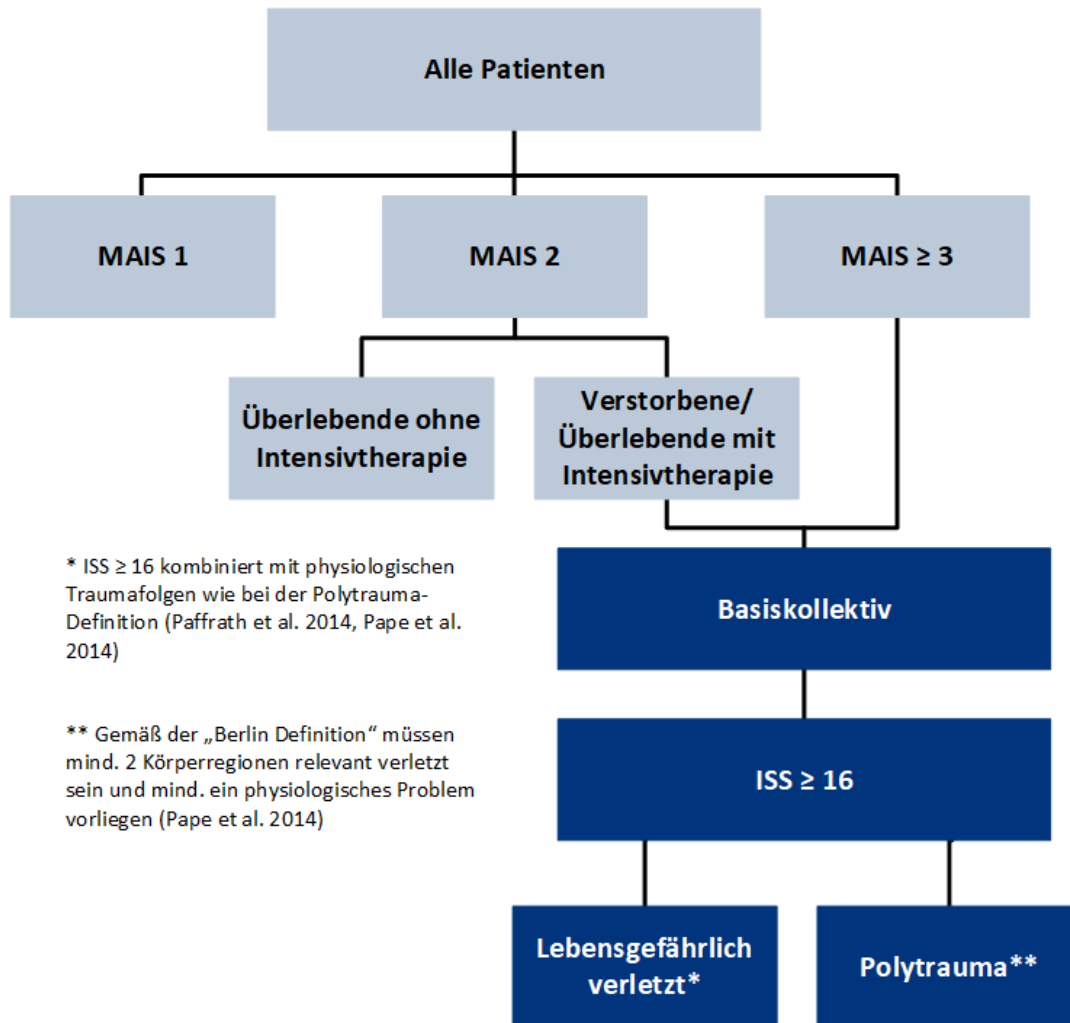 Alle Patienten
MAIS 1
MAIS 2
MAIS ≥ 3
Überlebende ohne
Intensivtherapie
Verstorbene/
Überlebende mit
Intensivtherapie
* ISS ≥ 16 kombiniert mit physiologischen
Traumafolgen wie bei der Polytrauma-
Definition (Paffrath et al. 2014, Pape et al.
2014)
Basiskollektiv
** Gemäß der „Berlin Definition“ müssen
mind. 2 Körperregionen relevant verletzt
sein und mind. ein physiologisches Problem
vorliegen (Pape et al. 2014)
ISS ≥ 16
Lebensgefährlich
verletzt*
Polytrauma**